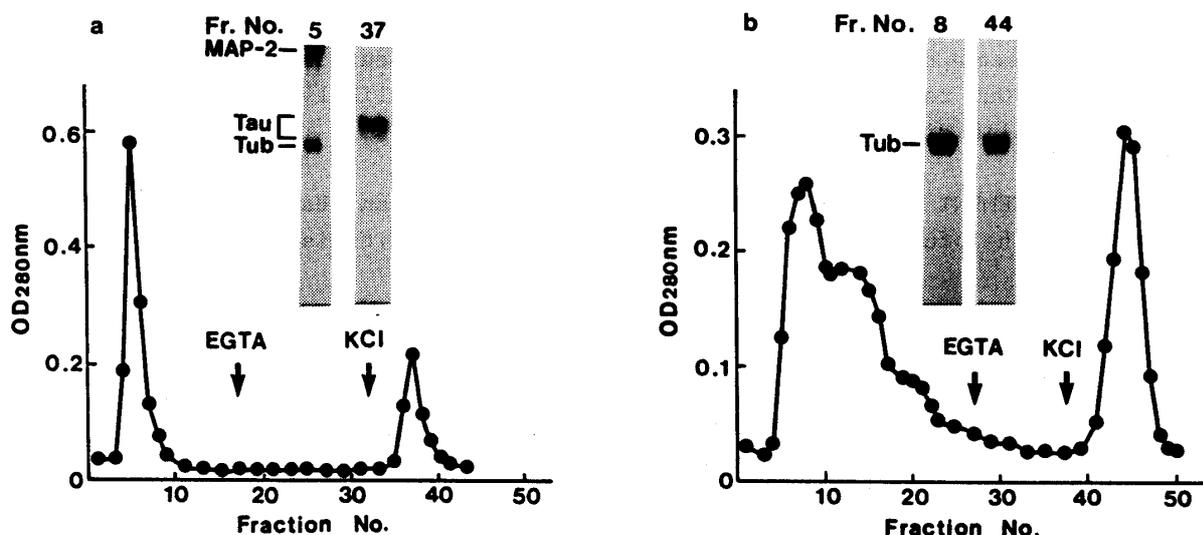 a
Fr. No. 5 37
MAP-2
Tau
Tub
0.6
0.4
0.2
0
OD280nm
EGTA
KCl
10 20 30 40 50
Fraction No.
b
Fr. No. 8 44
Tub
0.3
0.2
0.1
0
OD280nm
EGTA
KCl
10 20 30 40 50
Fraction No.